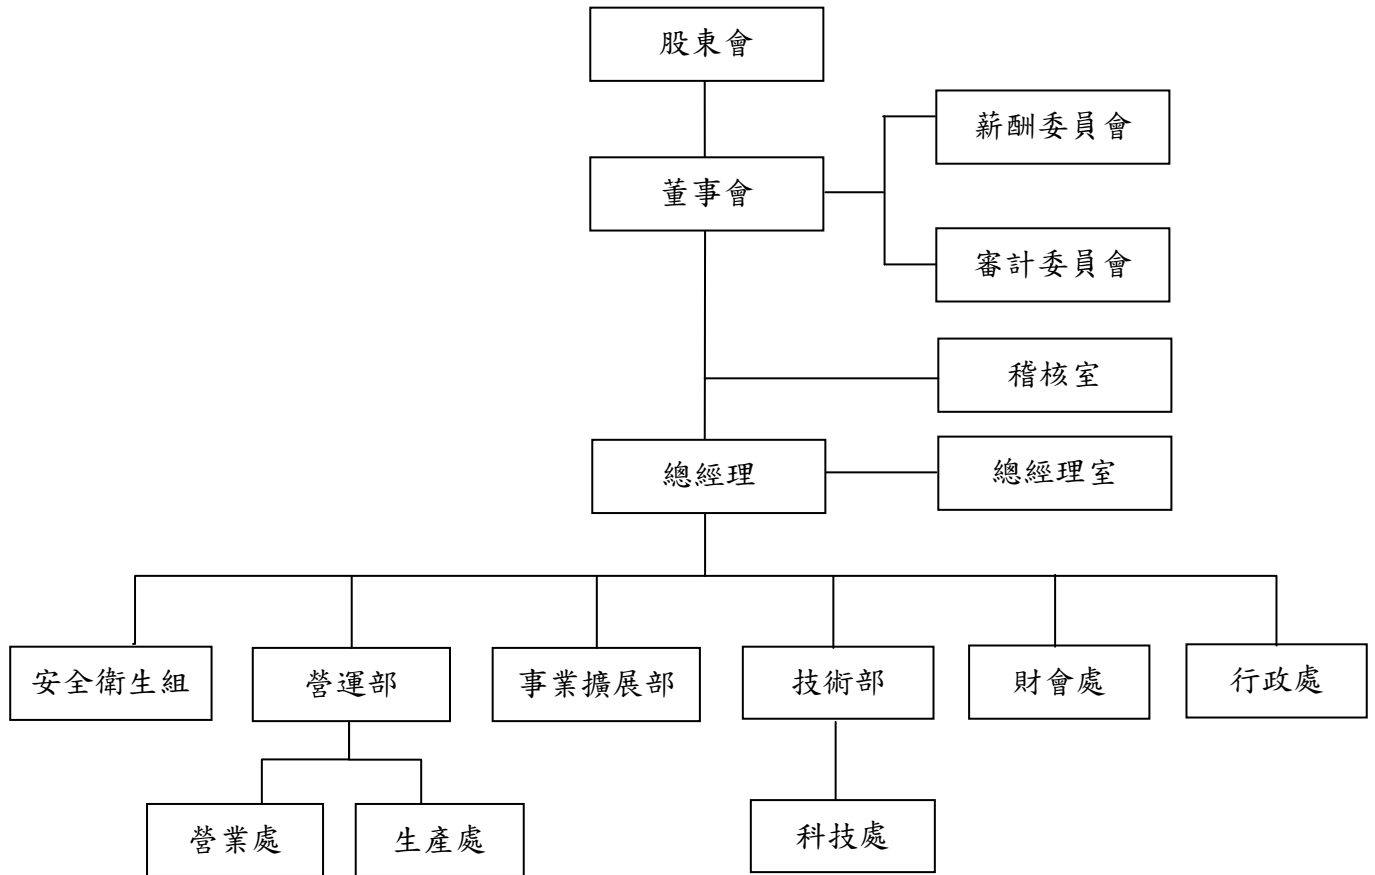 股東會
薪酬委員會
董事會
審計委員會
稽核室
總經理
總經理室
安全衛生組
營運部
事業擴展部
技術部
財會處
行政處
營業處
生產處
科技處